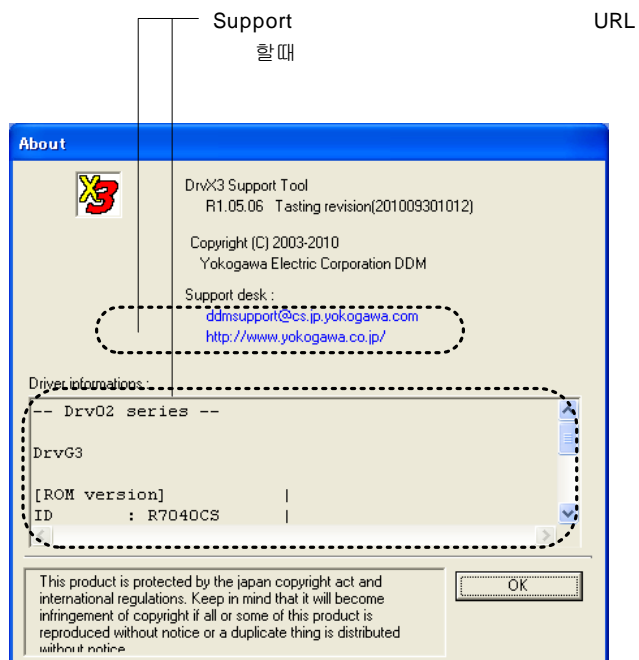 Support URL
할때
About
X3
DrvX3 Support Tool
R1.05.06 Tasting revision(201009301012)
Copyright (C) 2003-2010
Yokogawa Electric Corporation DDM
Support desk :
ddmsupport@cs.jp.yokogawa.com
http://www.yokogawa.co.jp/
Driver informations :
-- Drv02 series --
DrvG3
[ROM version] |
ID : R7040CS |
This product is protected by the japan copyright act and
international regulations. Keep in mind that it will become
infringement of copyright if all or some of this product is
reproduced without notice or a duplicate thing is distributed
without notice
OK